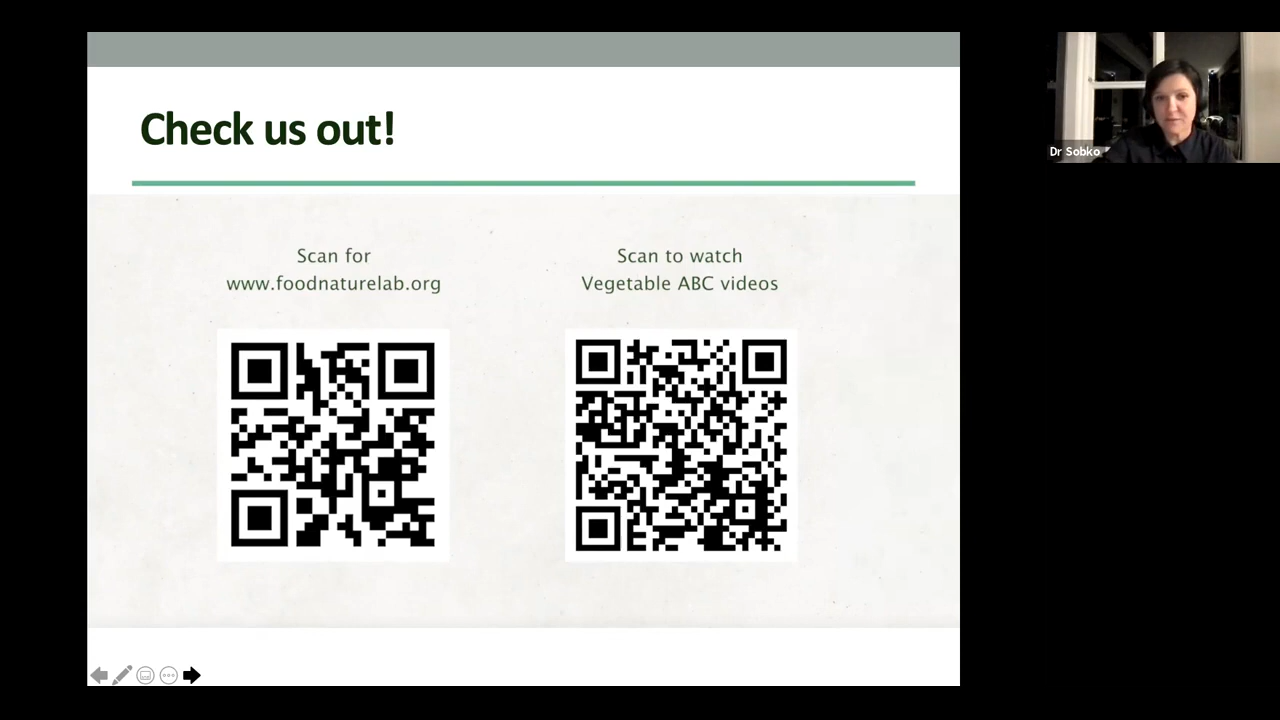 Check us out!
Scan for
www.foodnaturelab.org
Scan to watch
Vegetable ABC videos
Dr Sobko